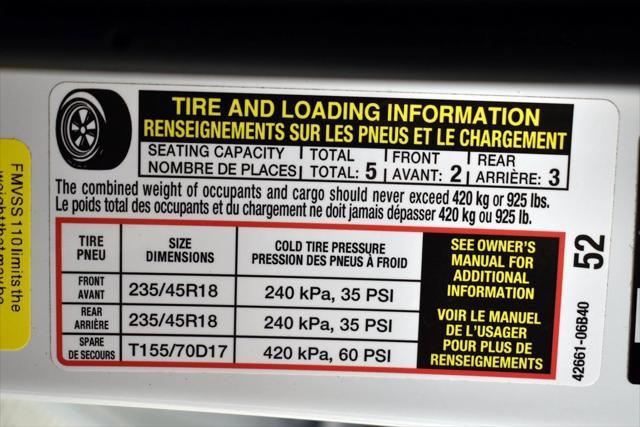 TIRE AND LOADING INFORMATION
RENSEIGNEMENTS SUR LES PNEUS ET LE CHARGEMENT
SEATING CAPACITY | TOTAL | FRONT | REAR
NOMBRE DE PLACES | TOTAL: 5 | AVANT: 2 | ARRIÈRE: 3
The combined weight of occupants and cargo should never exceed 420 kg or 925 lbs.
Le poids total des occupants et du chargement ne doit jamais dépasser 420 kg ou 925 lb.
TIRE
PNEU
SIZE
DIMENSIONS
COLD TIRE PRESSURE
PRESSION DES PNEUS À FROID
FRONT
AVANT
235/45R18
240 kPa, 35 PSI
REAR
ARRIÈRE
235/45R18
240 kPa, 35 PSI
SPARE
DE SECOURS
T155/70D17
420 kPa, 60 PSI
SEE OWNER'S
MANUAL FOR
ADDITIONAL
INFORMATION
VOIR LE MANUEL
DE L'USAGER
POUR PLUS DE
RENSEIGNEMENTS
52
42661-06B40
FMVSS 110 limits the